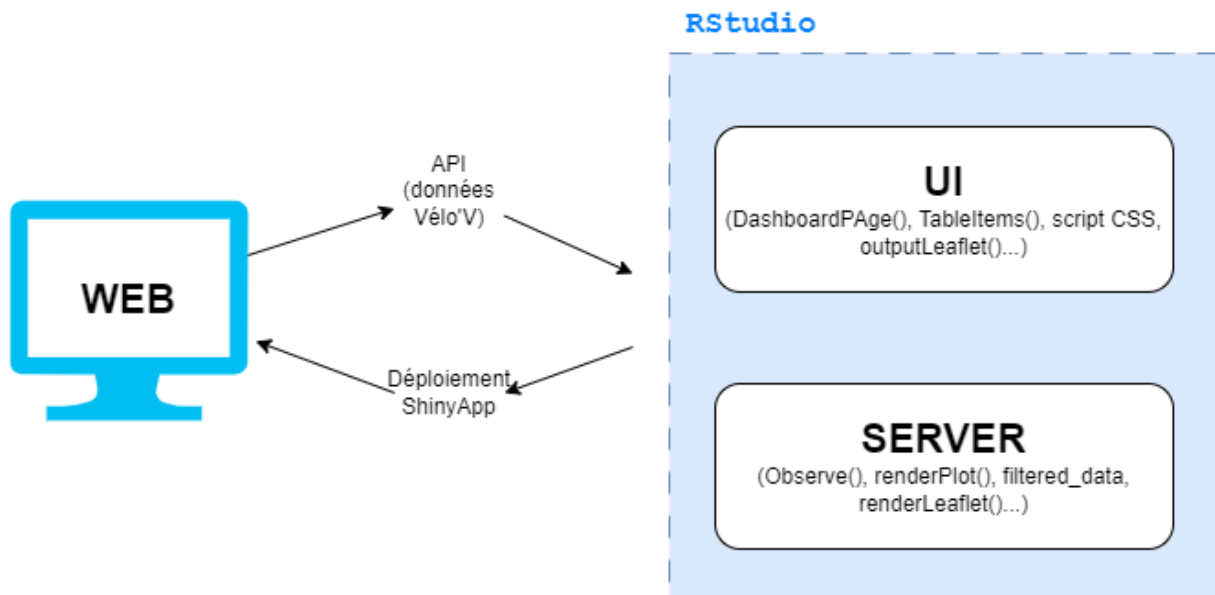 RStudio
API
(données
Vélo'V)
WEB
Déploiement
ShinyApp
UI
(DashboardPAge(), TableItems(), script CSS,
outputLeaflet()...)
SERVER
(Observe(), renderPlot(), filtered_data,
renderLeaflet()...)